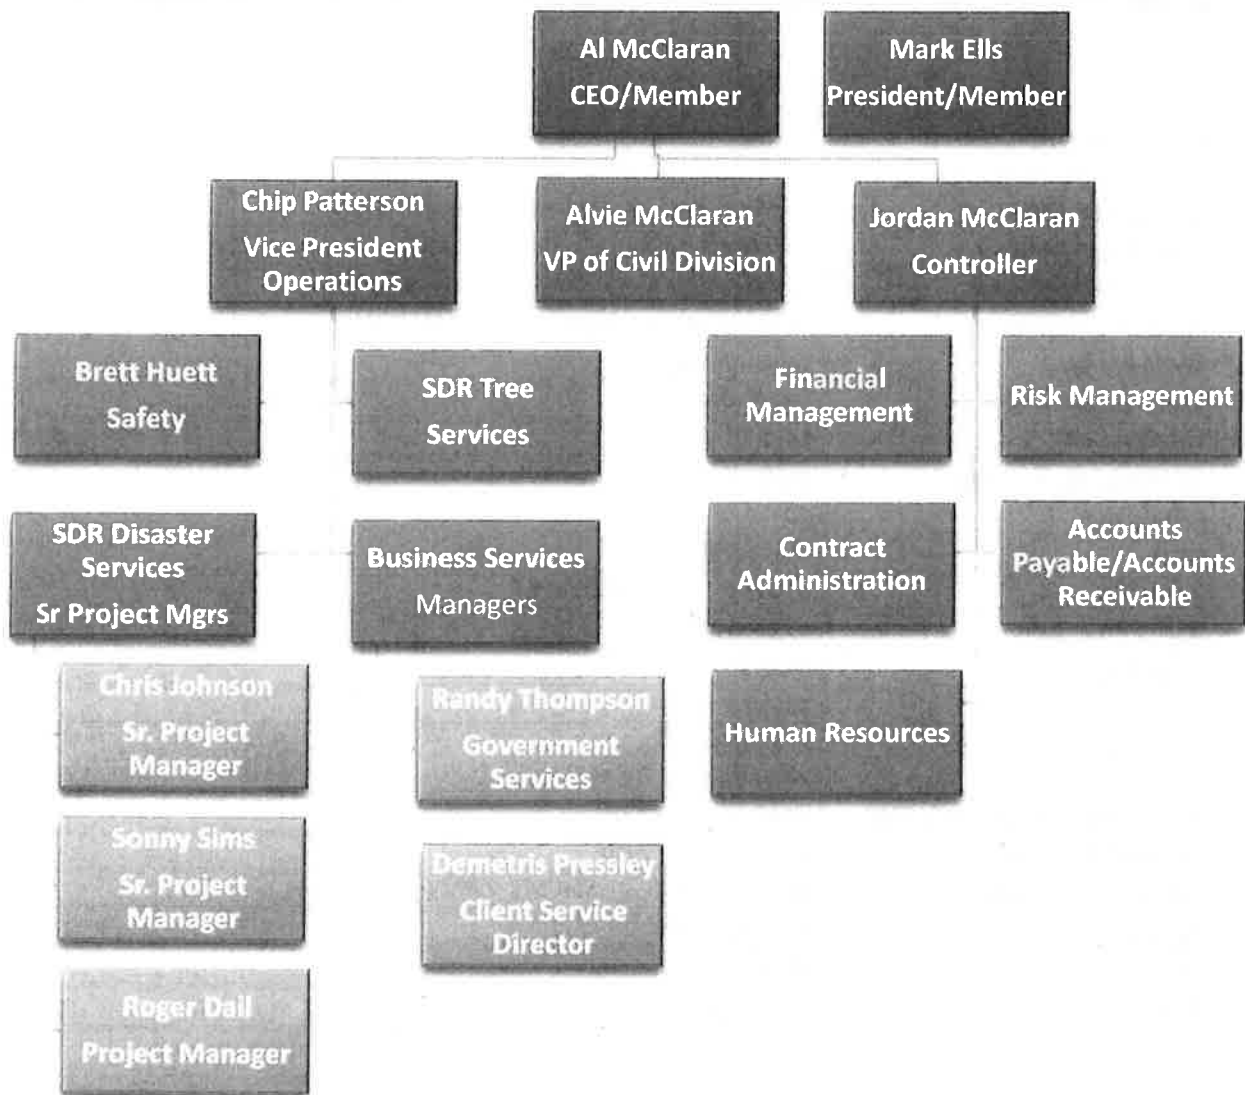 Al McClaran
CEO/Member
Mark Ells
President/Member
Chip Patterson
Vice President
Operations
Alvie McClaran
VP of Civil Division
Jordan McClaran
Controller
Brett Huett
Safety
SDR Tree
Services
Financial
Management
Risk Management
SDR Disaster
Services
Sr Project Mgrs
Business Services
Managers
Contract
Administration
Accounts
Payable/Accounts
Receivable
Chris Johnson
Sr. Project
Manager
Randy Thompson
Government
Services
Human Resources
Sonny Sims
Sr. Project
Manager
Demetris Pressley
Client Service
Director
Roger Dail
Project Manager